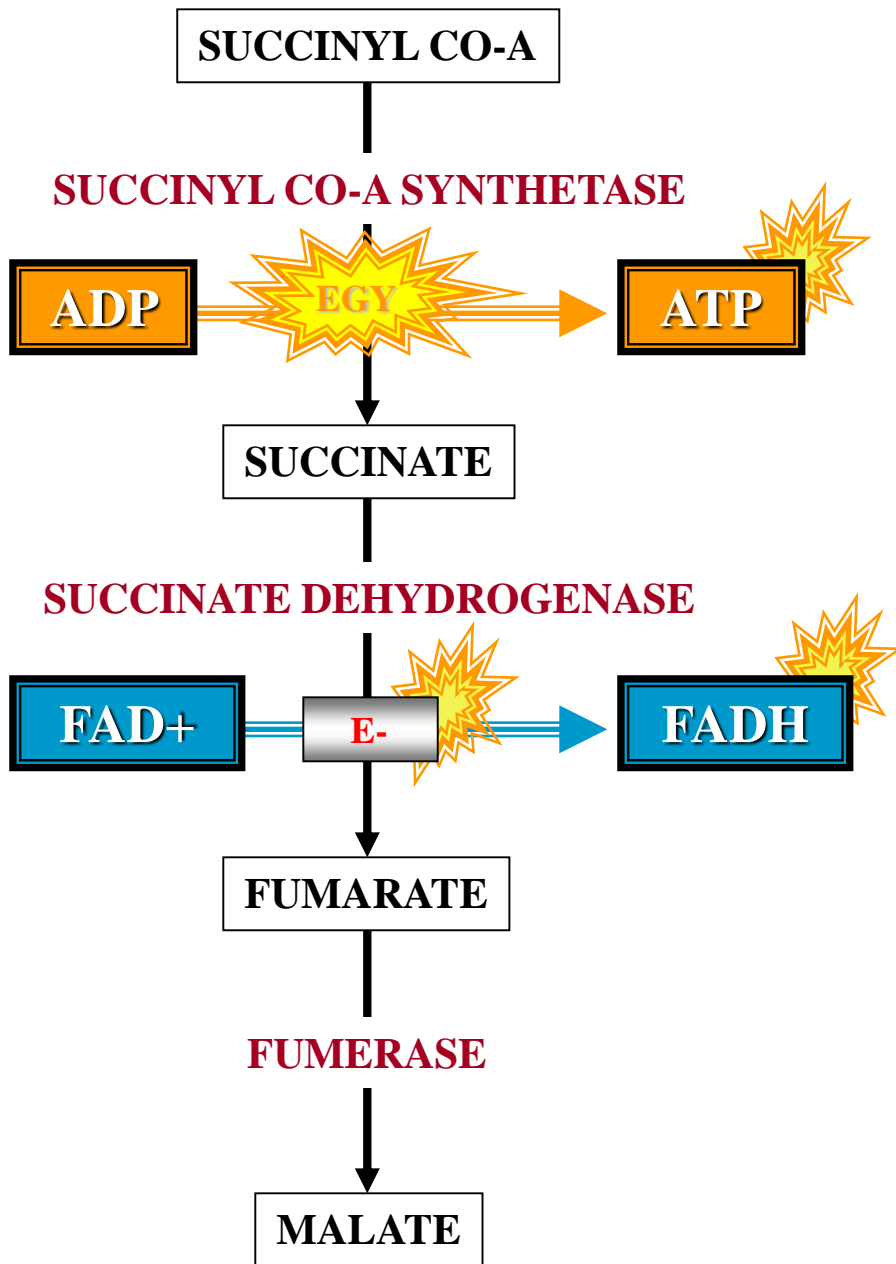 SUCCINYL CO-A
SUCCINYL CO-A SYNTHETASE
ADP
EGY
ATP
SUCCINATE
SUCCINATE DEHYDROGENASE
FAD+
E-
FADH
FUMARATE
FUMERASE
MALATE